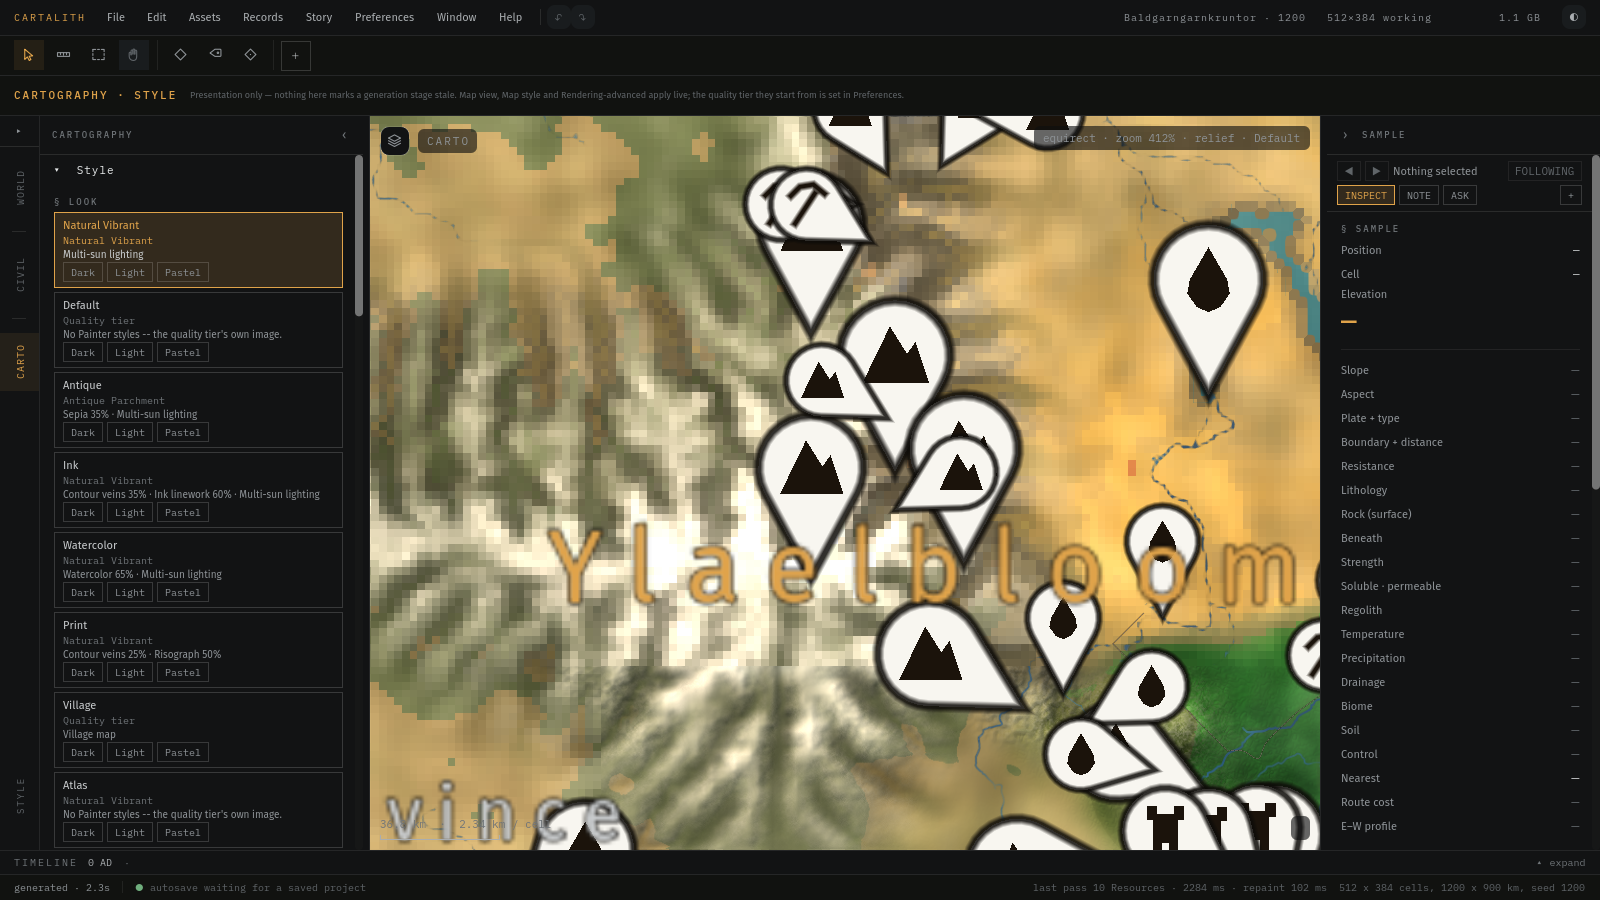 CARTALITH File Edit Assets Records Story Preferences Window Help Baldgarngarnkruntor · 1200 512×384 working 1.1 GB
CARTOGRAPHY · STYLE Presentation only — nothing here marks a generation stage stale. Map view, Map style and Rendering-advanced apply live; the quality tier they start from is set in Preferences.
WORLD
CIVIL
CARTO
STYLE
CARTOGRAPHY
Style
§ LOOK
Natural Vibrant
Natural Vibrant
Multi-sun lighting
Dark Light Pastel
Default
Quality tier
No Painter styles -- the quality tier's own image.
Dark Light Pastel
Antique
Antique Parchment
Sepia 35% · Multi-sun lighting
Dark Light Pastel
Ink
Natural Vibrant
Contour veins 35% · Ink linework 60% · Multi-sun lighting
Dark Light Pastel
Watercolor
Natural Vibrant
Watercolor 65% · Multi-sun lighting
Dark Light Pastel
Print
Natural Vibrant
Contour veins 25% · Risograph 50%
Dark Light Pastel
Village
Quality tier
Village map
Dark Light Pastel
Atlas
Natural Vibrant
No Painter styles -- the quality tier's own image.
Dark Light Pastel
CARTO
equirect · zoom 412% · relief · Default
Ylaelbloom
vince
SAMPLE
Nothing selected FOLLOWING
INSPECT NOTE ASK +
§ SAMPLE
Position —
Cell —
Elevation
—
Slope —
Aspect —
Plate + type —
Boundary + distance —
Resistance —
Lithology —
Rock (surface) —
Beneath —
Strength —
Soluble · permeable —
Regolith —
Temperature —
Precipitation —
Drainage —
Biome —
Soil —
Control —
Nearest —
Route cost —
E–W profile —
TIMELINE 0 AD · expand
generated · 2.3s autosave waiting for a saved project last pass 10 Resources · 2284 ms · repaint 102 ms 512 x 384 cells, 1200 x 900 km, seed 1200